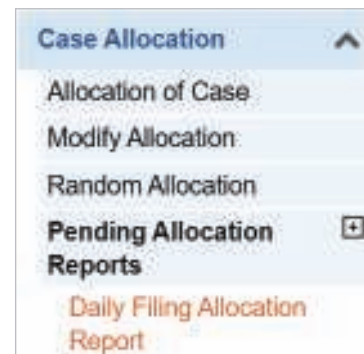 Case Allocation
Allocation of Case
Modify Allocation
Random Allocation
Pending Allocation
Reports
Daily Filing Allocation
Report